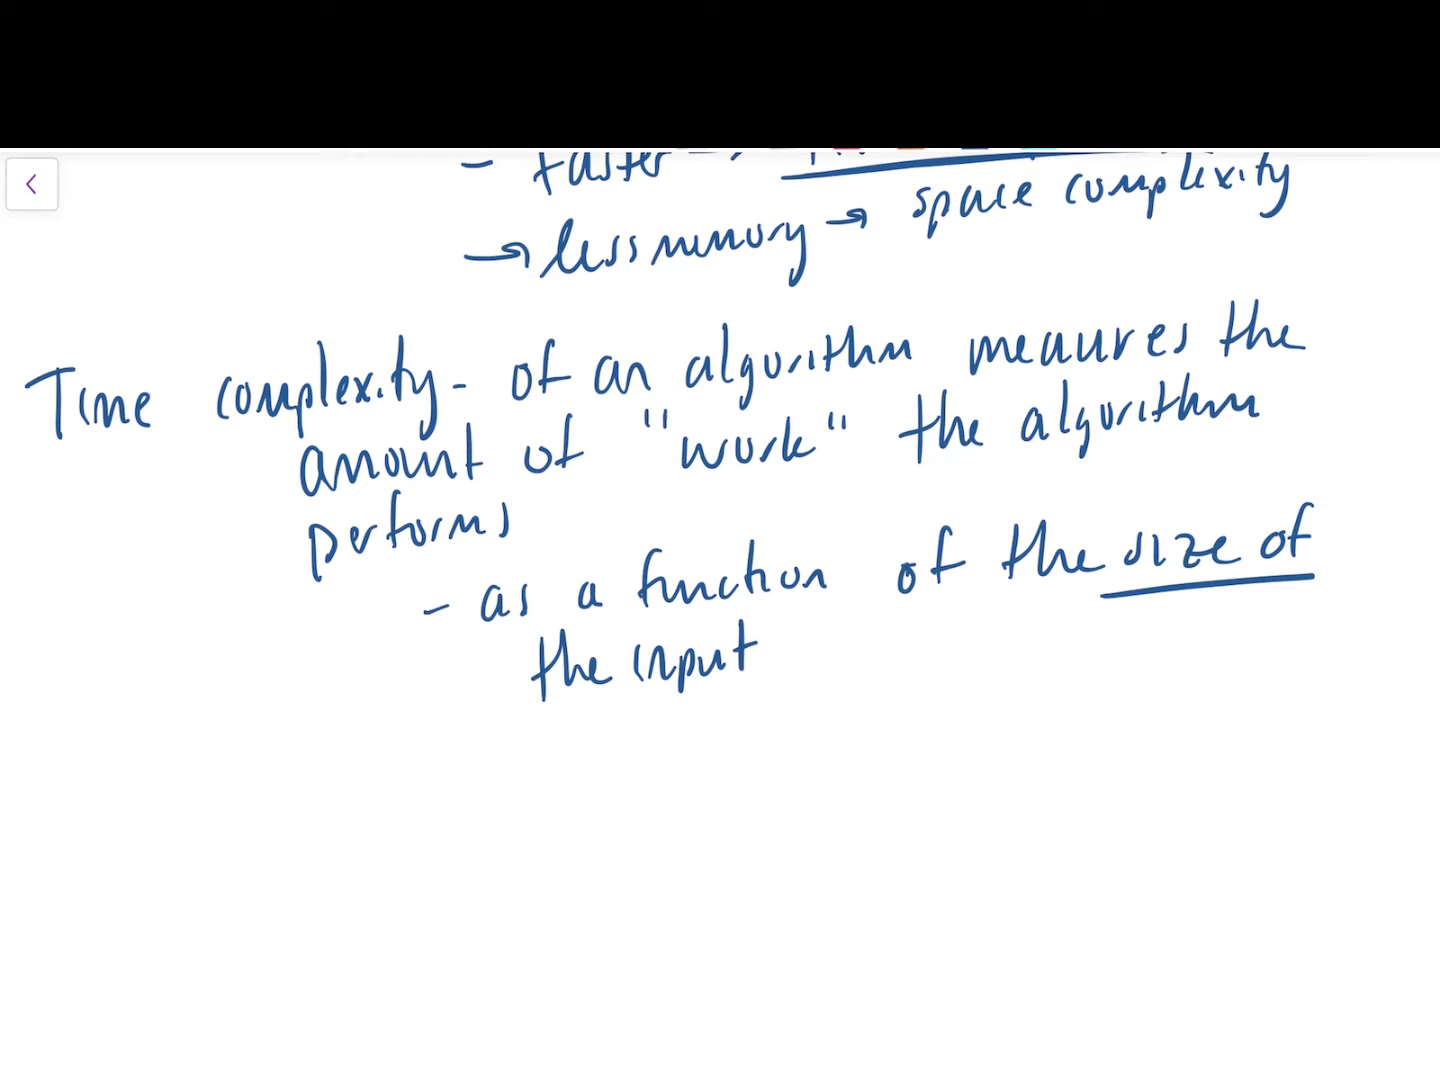 - faster →
→ less memory → space complexity
Time complexity - of an algorithm measures the
amount of "work" the algorithm
performs
- as a function of the size of
the input